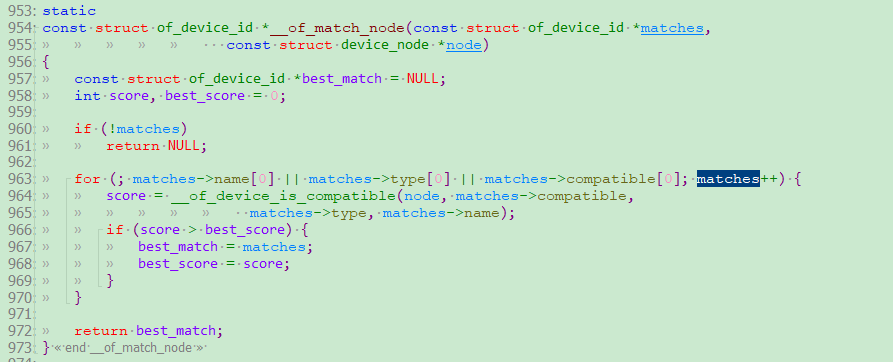 953: static
954: const struct of_device_id *__of_match_node(const struct of_device_id *matches,
955: const struct device_node *node)
956: {
957: const struct of_device_id *best_match = NULL;
958: int score, best_score = 0;
959:
960: if (!matches)
961: return NULL;
962:
963: for (; matches->name[0] || matches->type[0] || matches->compatible[0]; matches++) {
964: score = __of_device_is_compatible(node, matches->compatible,
965: matches->type, matches->name);
966: if (score > best_score) {
967: best_match = matches;
968: best_score = score;
969: }
970: }
971:
972: return best_match;
973: } « end __of_match_node »